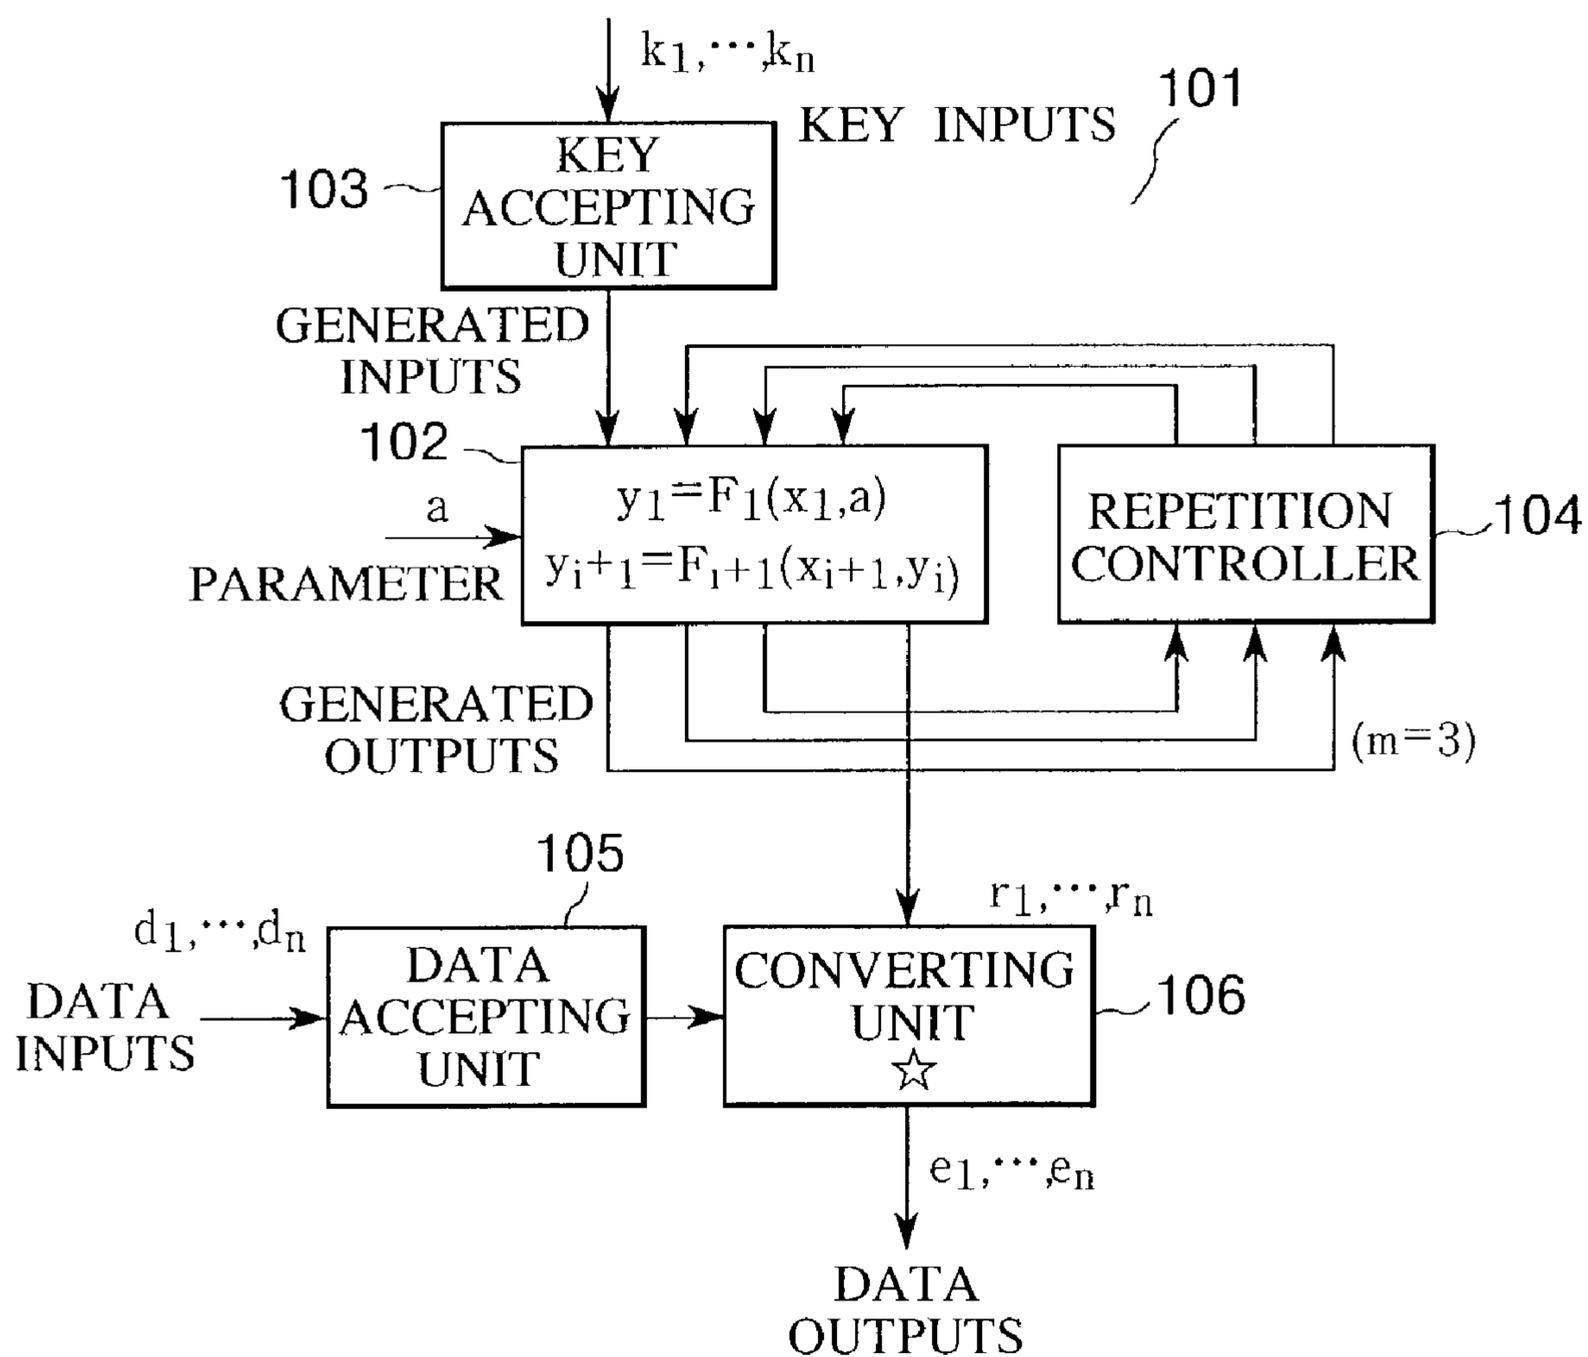 k1,⋯,kn
KEY INPUTS
101
103
KEY
ACCEPTING
UNIT
GENERATED
INPUTS
102
a
PARAMETER
y1=F1(x1,a)
yi+1=Fi+1(xi+1,yi)
REPETITION
CONTROLLER
104
GENERATED
OUTPUTS
(m=3)
105
r1,⋯,rn
d1,⋯,dn
DATA
INPUTS
DATA
ACCEPTING
UNIT
CONVERTING
UNIT
☆
106
e1,⋯,en
DATA
OUTPUTS